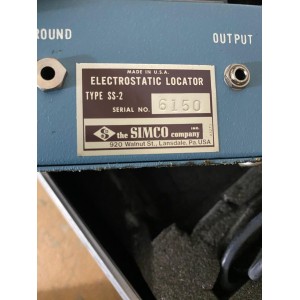 ROUND
OUTPUT
MADE IN U.S.A.
ELECTROSTATIC LOCATOR
TYPE SS-2
SERIAL NO. 6150
S the SIMCO company INC.
920 Walnut St., Lansdale, Pa USA